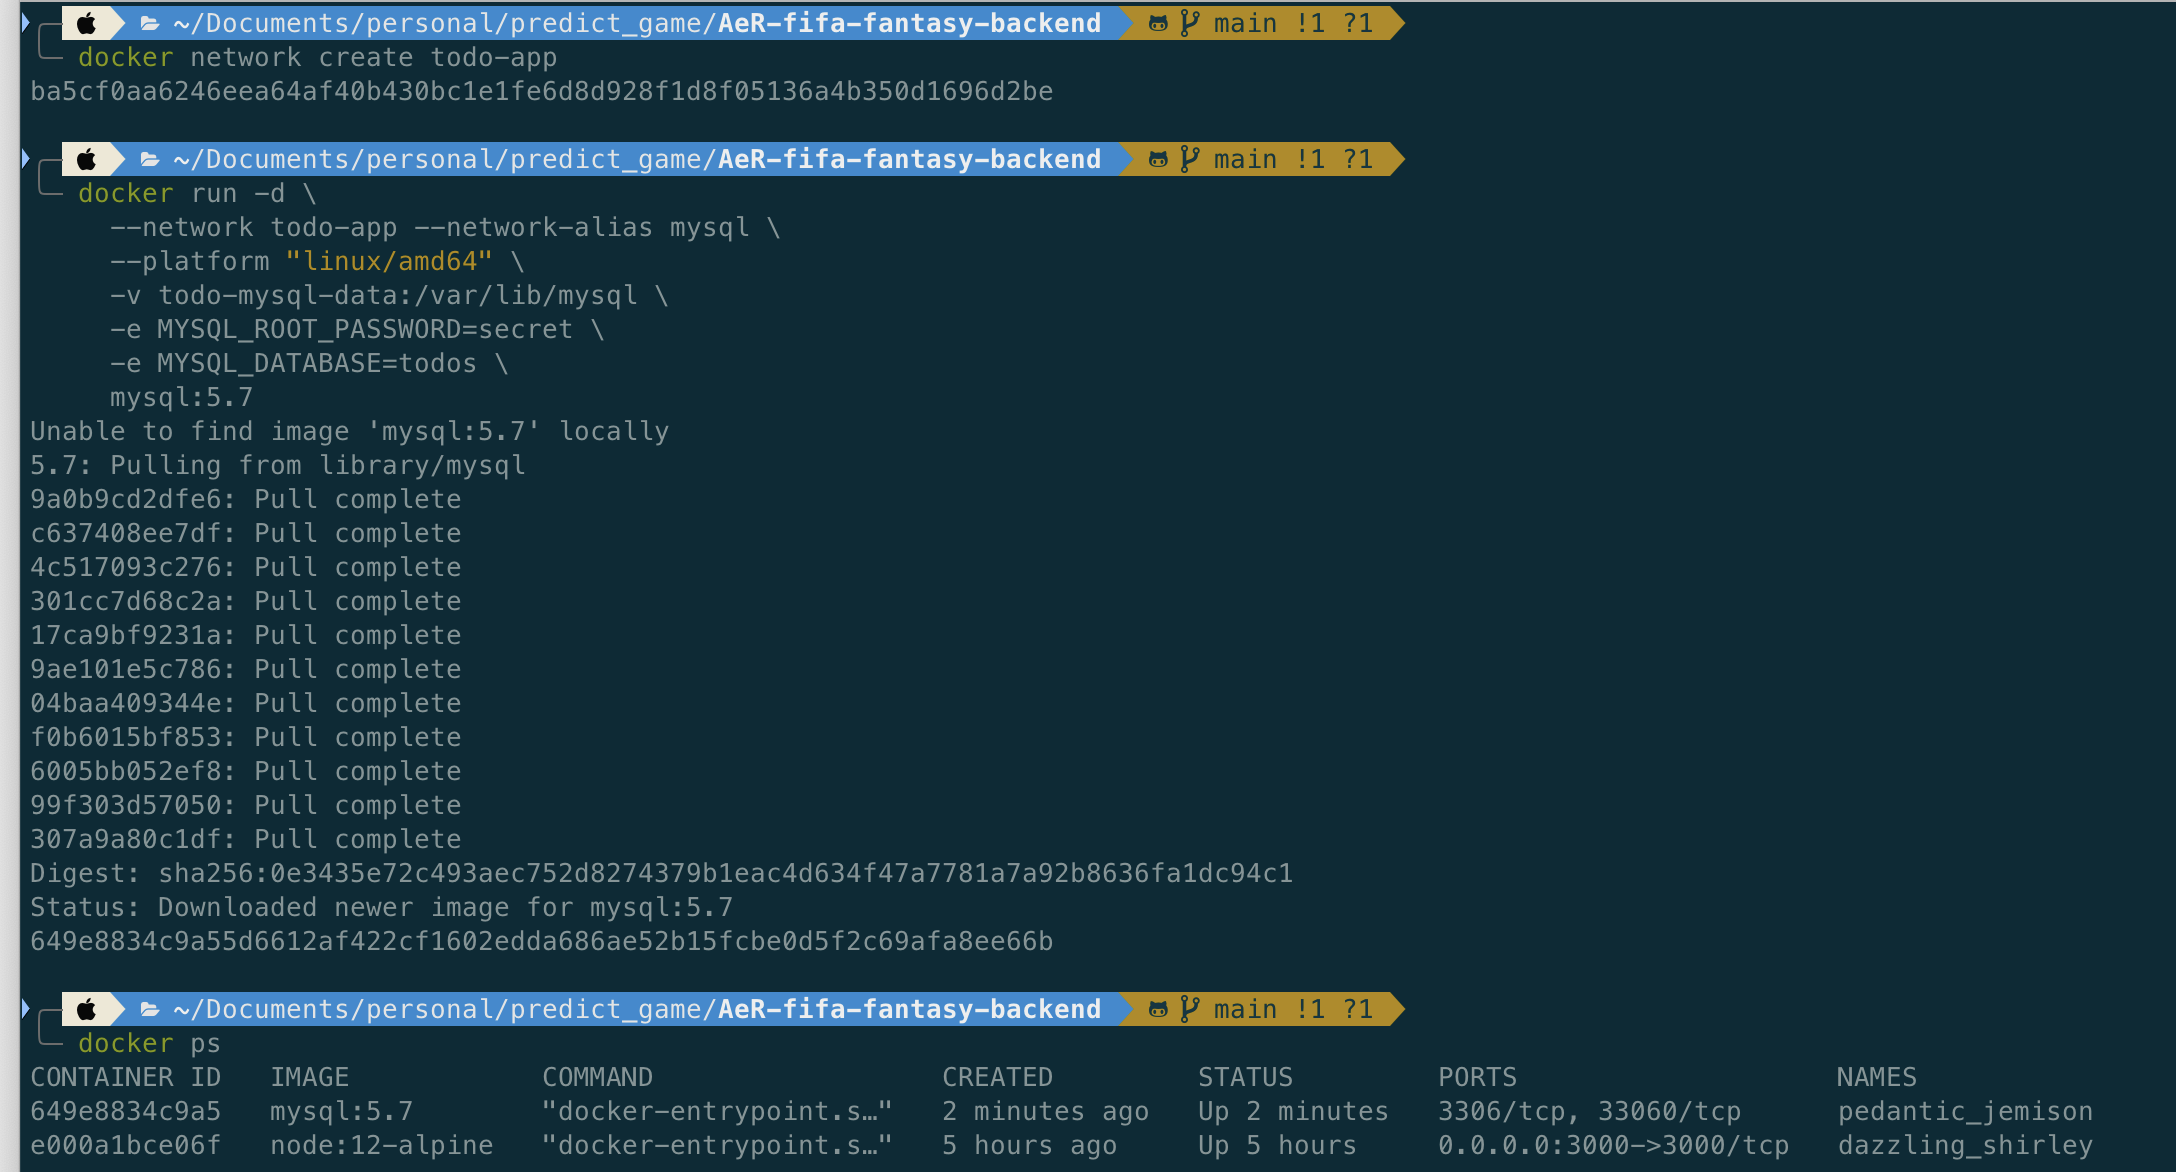 ~/Documents/personal/predict_game/AeR-fifa-fantasy-backend main !1 ?1
docker network create todo-app
ba5cf0aa6246eea64af40b430bc1e1fe6d8d928f1d8f05136a4b350d1696d2be
~/Documents/personal/predict_game/AeR-fifa-fantasy-backend main !1 ?1
docker run -d \
--network todo-app --network-alias mysql \
--platform "linux/amd64" \
-v todo-mysql-data:/var/lib/mysql \
-e MYSQL_ROOT_PASSWORD=secret \
-e MYSQL_DATABASE=todos \
mysql:5.7
Unable to find image 'mysql:5.7' locally
5.7: Pulling from library/mysql
9a0b9cd2dfe6: Pull complete
c637408ee7df: Pull complete
4c517093c276: Pull complete
301cc7d68c2a: Pull complete
17ca9bf9231a: Pull complete
9ae101e5c786: Pull complete
04baa409344e: Pull complete
f0b6015bf853: Pull complete
6005bb052ef8: Pull complete
99f303d57050: Pull complete
307a9a80c1df: Pull complete
Digest: sha256:0e3435e72c493aec752d8274379b1eac4d634f47a7781a7a92b8636fa1dc94c1
Status: Downloaded newer image for mysql:5.7
649e8834c9a55d6612af422cf1602edda686ae52b15fcbe0d5f2c69afa8ee66b
~/Documents/personal/predict_game/AeR-fifa-fantasy-backend main !1 ?1
docker ps
CONTAINER ID IMAGE COMMAND CREATED STATUS PORTS NAMES
649e8834c9a5 mysql:5.7 "docker-entrypoint.s…" 2 minutes ago Up 2 minutes 3306/tcp, 33060/tcp pedantic_jemison
e000a1bce06f node:12-alpine "docker-entrypoint.s…" 5 hours ago Up 5 hours 0.0.0.0:3000->3000/tcp dazzling_shirley